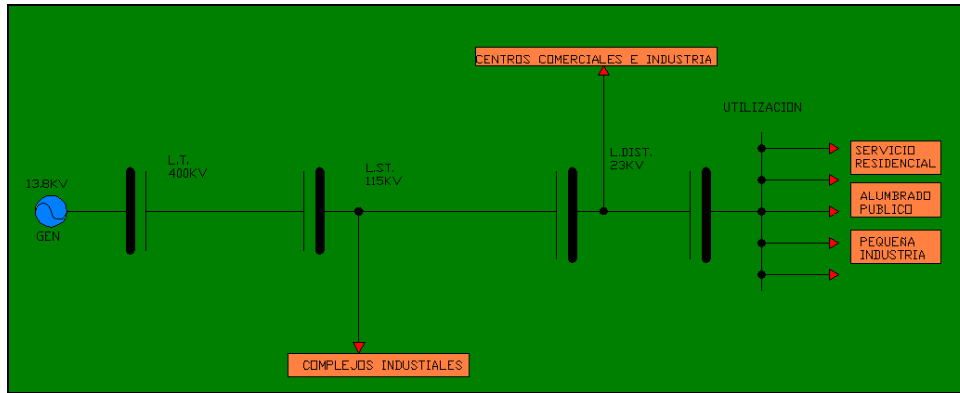 CENTROS COMERCIALES E INDUSTRIA
UTILIZACION
L.T.
400KV
L.ST.
115KV
L.DIST.
23KV
SERVICIO
RESIDENCIAL
13.8KV
GEN
ALUMBRADO
PUBLICO
PEQUEÑA
INDUSTRIA
COMPLEJOS INDUSTIALES